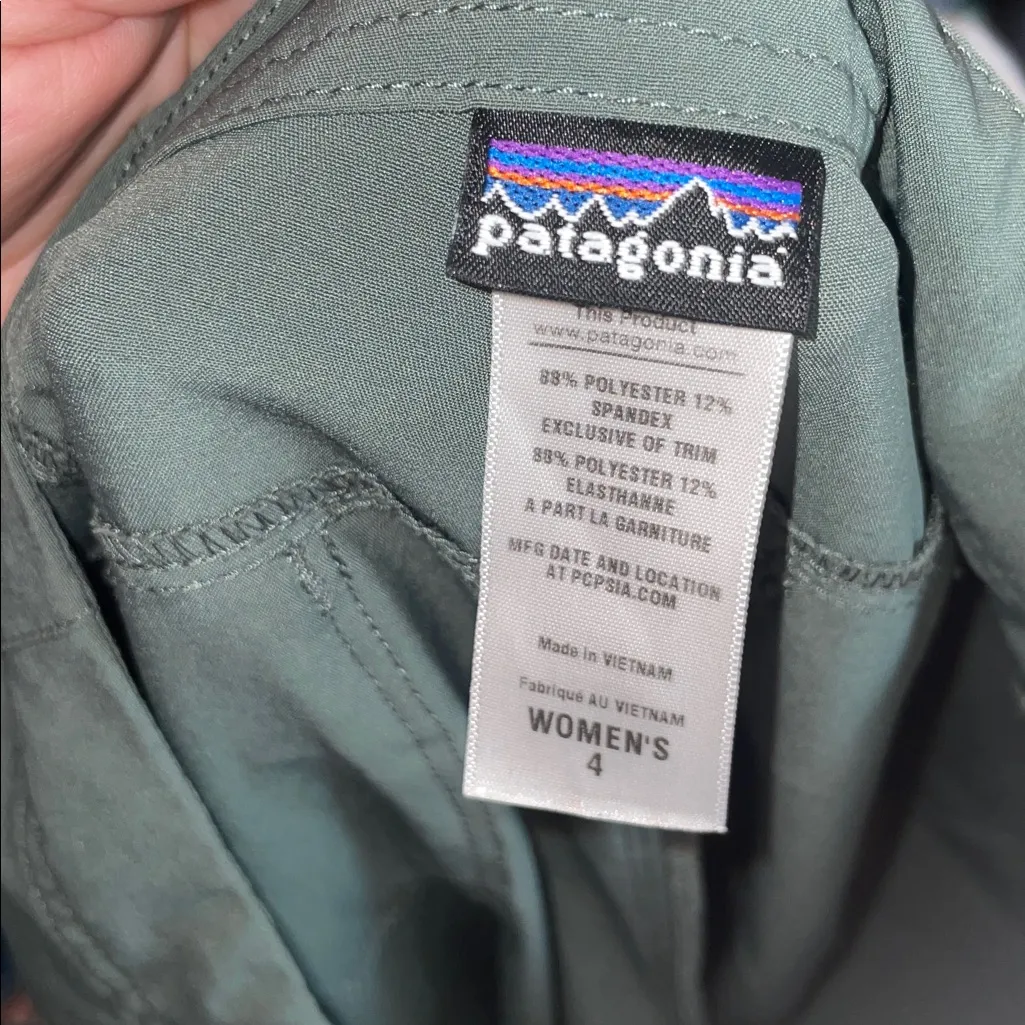 patagonia
This Product
www.patagonia.com
88% POLYESTER 12%
SPANDEX
EXCLUSIVE OF TRIM
88% POLYESTER 12%
ELASTHANNE
A PART LA GARNITURE
MFG DATE AND LOCATION
AT PCPSIA.COM
Made in VIETNAM
Fabriqué AU VIETNAM
WOMEN'S
4